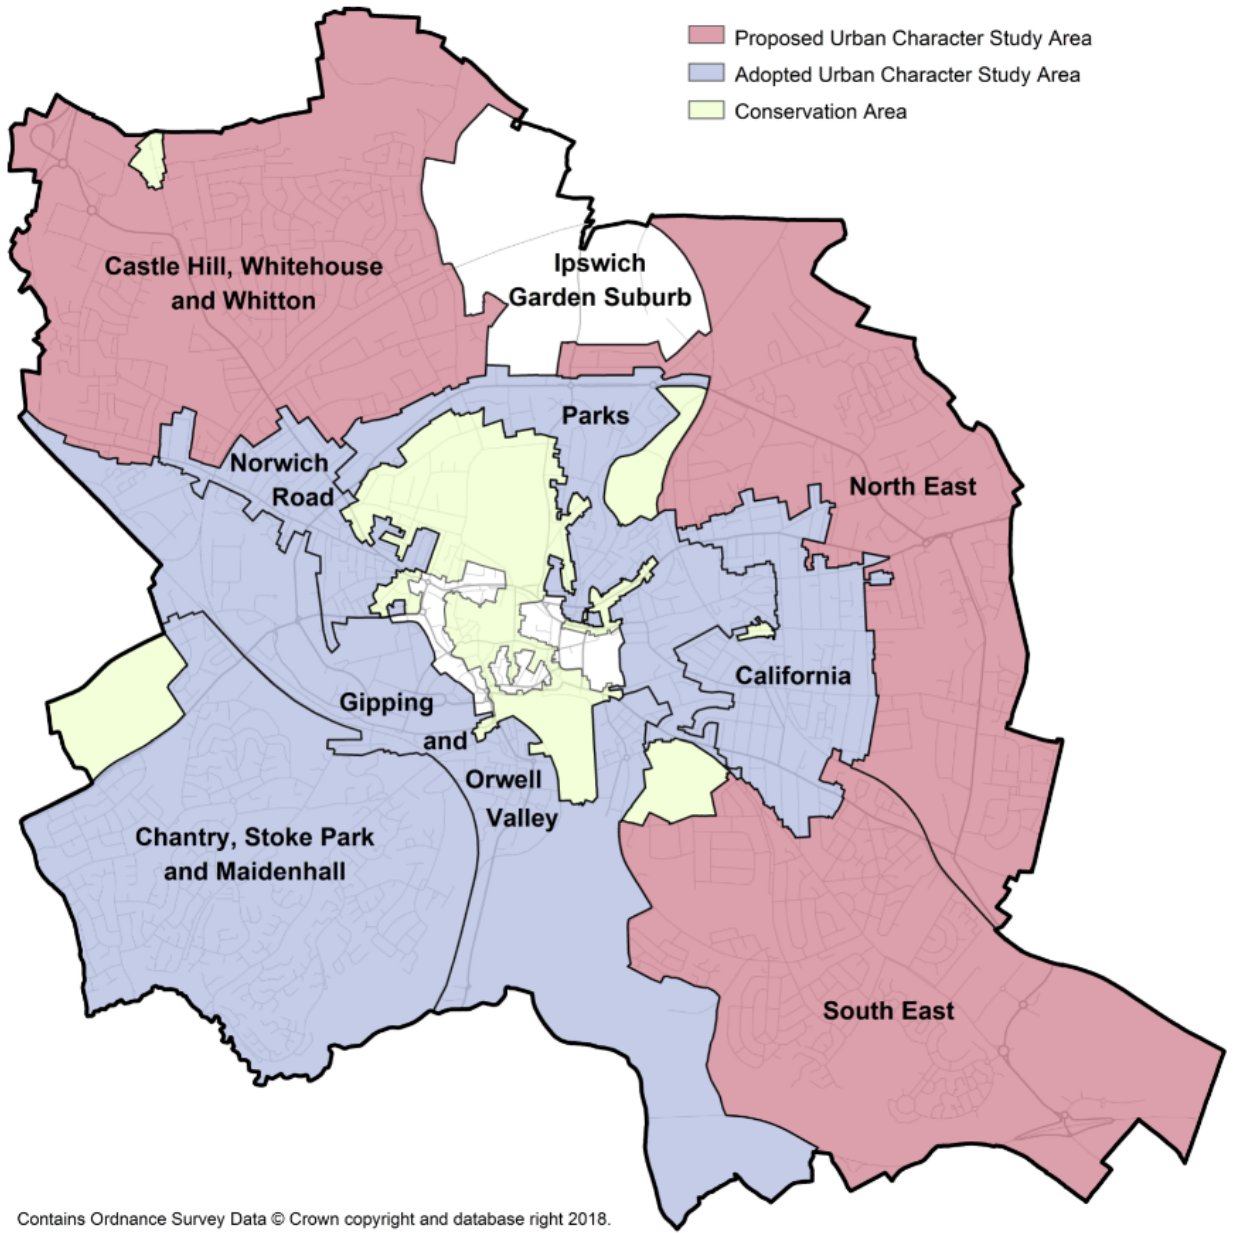 Proposed Urban Character Study Area
Adopted Urban Character Study Area
Conservation Area
Castle Hill, Whitehouse
and Whitton
Ipswich
Garden Suburb
Parks
Norwich
Road
North East
California
Gipping
and
Orwell
Valley
Chantry, Stoke Park
and Maidenhall
South East
Contains Ordnance Survey Data © Crown copyright and database right 2018.